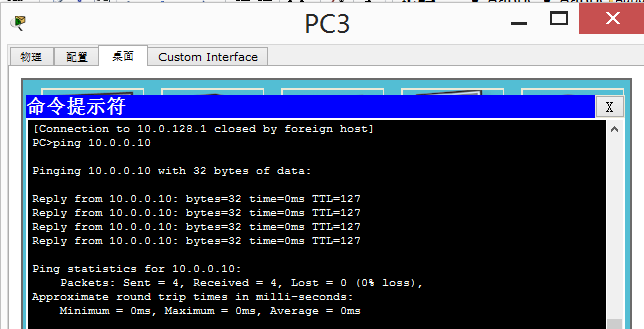 PC3
物理 配置 桌面 Custom Interface
命令提示符 X
[Connection to 10.0.128.1 closed by foreign host]
PC>ping 10.0.0.10
Pinging 10.0.0.10 with 32 bytes of data:
Reply from 10.0.0.10: bytes=32 time=0ms TTL=127
Reply from 10.0.0.10: bytes=32 time=0ms TTL=127
Reply from 10.0.0.10: bytes=32 time=0ms TTL=127
Reply from 10.0.0.10: bytes=32 time=0ms TTL=127
Ping statistics for 10.0.0.10:
Packets: Sent = 4, Received = 4, Lost = 0 (0% loss),
Approximate round trip times in milli-seconds:
Minimum = 0ms, Maximum = 0ms, Average = 0ms